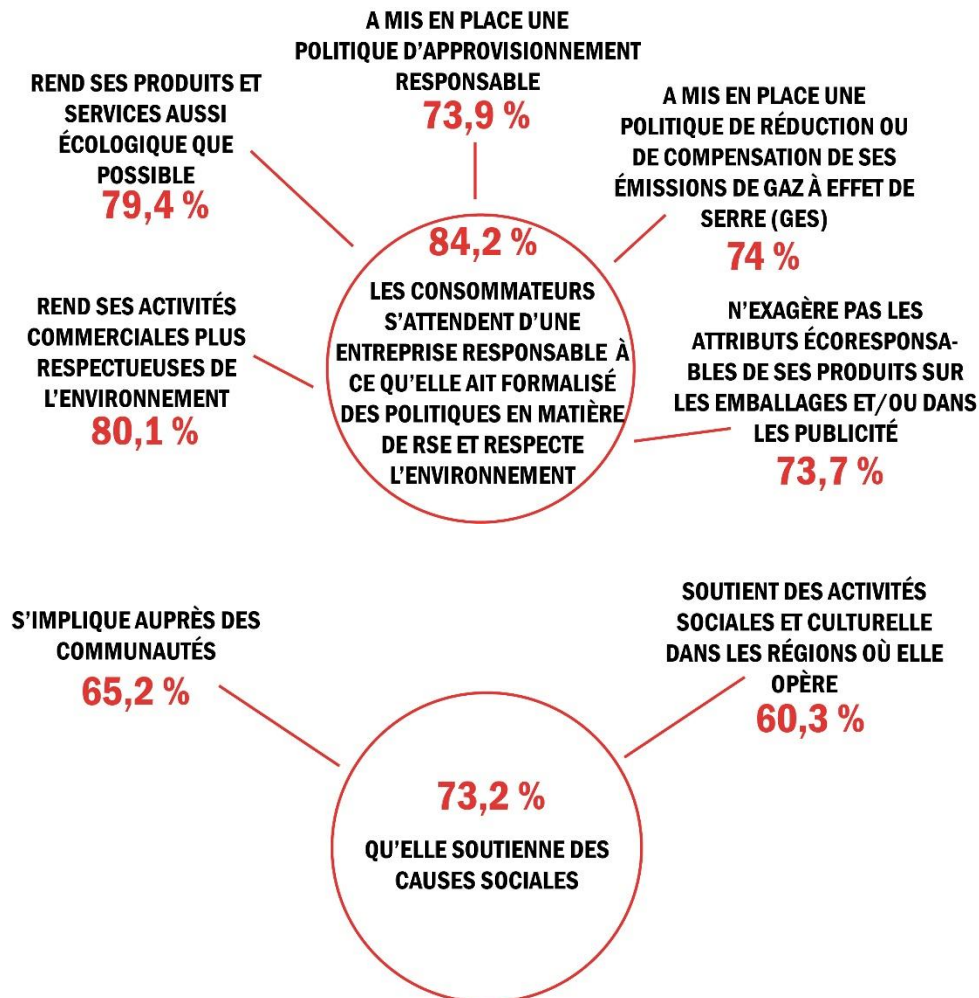 A MIS EN PLACE UNE
POLITIQUE D'APPROVISIONNEMENT
RESPONSABLE
73,9 %
REND SES PRODUITS ET
SERVICES AUSSI
ÉCOLOGIQUE QUE
POSSIBLE
79,4 %
A MIS EN PLACE UNE
POLITIQUE DE RÉDUCTION OU
DE COMPENSATION DE SES
ÉMISSIONS DE GAZ À EFFET DE
SERRE (GES)
74 %
84,2 %
LES CONSOMMATEURS
S'ATTENDENT D'UNE
ENTREPRISE RESPONSABLE À
CE QU'ELLE AIT FORMALISÉ
DES POLITIQUES EN MATIÈRE
DE RSE ET RESPECTE
L'ENVIRONNEMENT
REND SES ACTIVITÉS
COMMERCIALES PLUS
RESPECTUEUSES DE
L'ENVIRONNEMENT
80,1 %
N'EXAGÈRE PAS LES
ATTRIBUTS ÉCORESPONSA-
BLES DE SES PRODUITS SUR
LES EMBALLAGES ET/OU DANS
LES PUBLICITÉ
73,7 %
S'IMPLIQUE AUPRÈS DES
COMMUNAUTÉS
65,2 %
SOUTIENT DES ACTIVITÉS
SOCIALES ET CULTURELLE
DANS LES RÉGIONS OÙ ELLE
OPÈRE
60,3 %
73,2 %
QU'ELLE SOUTIENNE DES
CAUSES SOCIALES